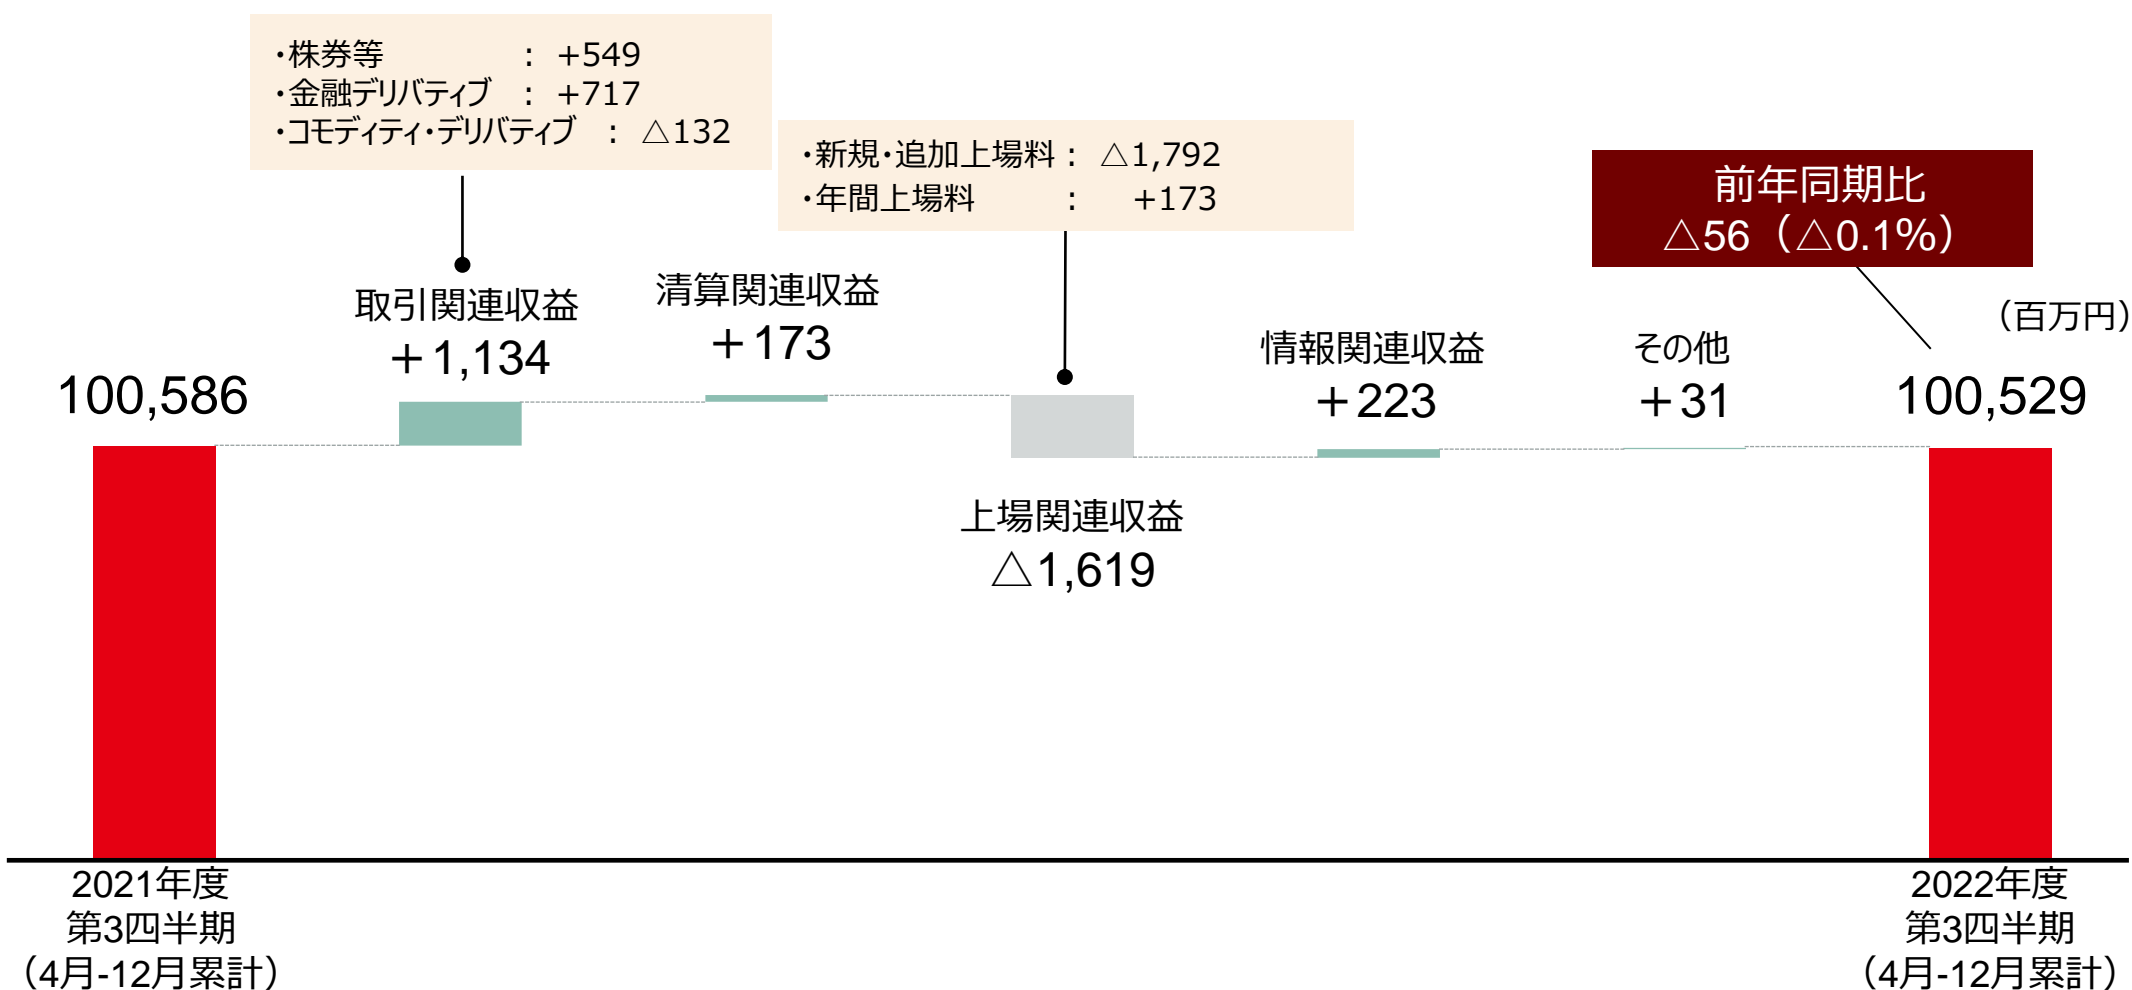 ・株券等 : +549
・金融デリバティブ : +717
・コモディティ・デリバティブ : △132
・新規・追加上場料: △1,792
・年間上場料 : +173
前年同期比
△56（△0.1%）
（百万円）
取引関連収益
＋1,134
清算関連収益
＋173
上場関連収益
△1,619
情報関連収益
＋223
その他
＋31
100,586
100,529
2021年度
第3四半期
（4月-12月累計）
2022年度
第3四半期
（4月-12月累計）